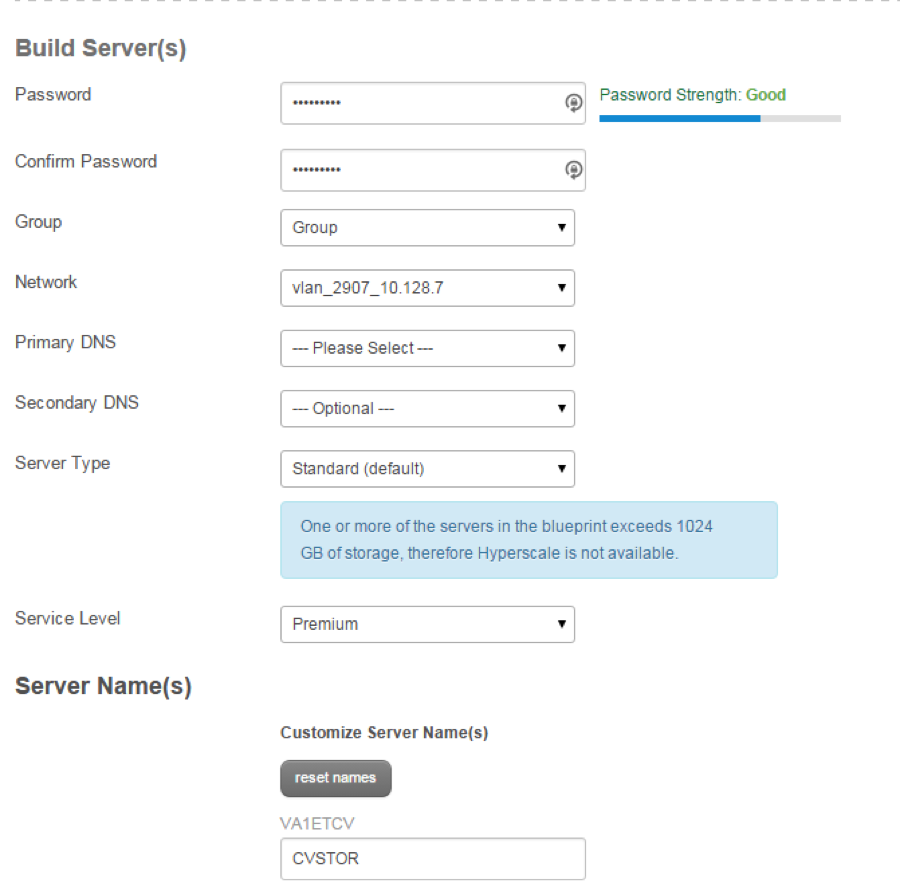 Build Server(s)
Password
•••••••••
Password Strength: Good
Confirm Password
•••••••••
Group
Group
Network
vlan_2907_10.128.7
Primary DNS
--- Please Select ---
Secondary DNS
--- Optional ---
Server Type
Standard (default)
One or more of the servers in the blueprint exceeds 1024
GB of storage, therefore Hyperscale is not available.
Service Level
Premium
Server Name(s)
Customize Server Name(s)
reset names
VA1ETCV
CVSTOR